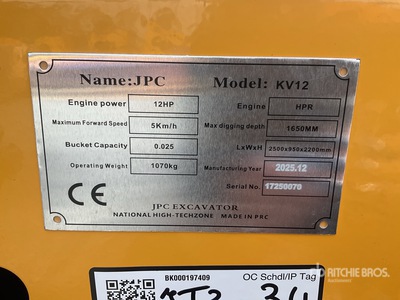 Name:JPC Model: KV12
Engine power 12HP Engine HPR
Maximum Forward Speed 5Km/h Max digging depth 1650MM
Bucket Capacity 0.025 LxWxH 2500x950x2200mm
Operating Weight 1070kg Manufacturing Year 2025.12
Serial No. 17250070
CE
JPC EXCAVATOR
NATIONAL HIGH-TECHZONE MADE IN PRC
BK000197409 OC Schdl/IP Tag
RITCHIE BROS.
Auctioneers